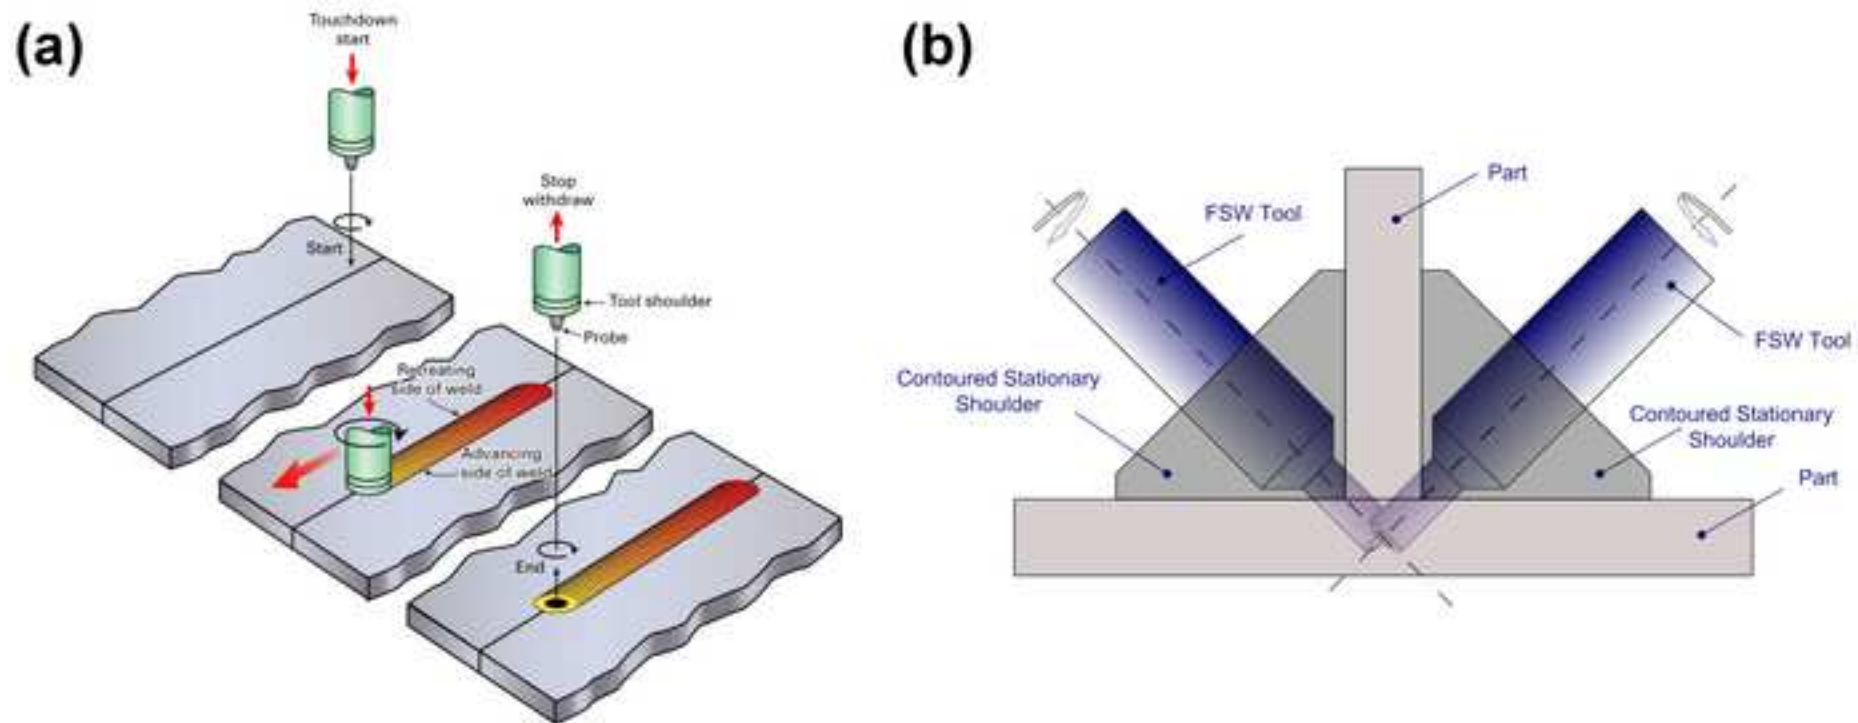 (a)
Touchdown
start
Start
Stop
withdraw
Tool shoulder
Probe
Retreating
side of weld
Advancing
side of weld
End
(b)
Part
FSW Tool
FSW Tool
Contoured Stationary
Shoulder
Contoured Stationary
Shoulder
Part